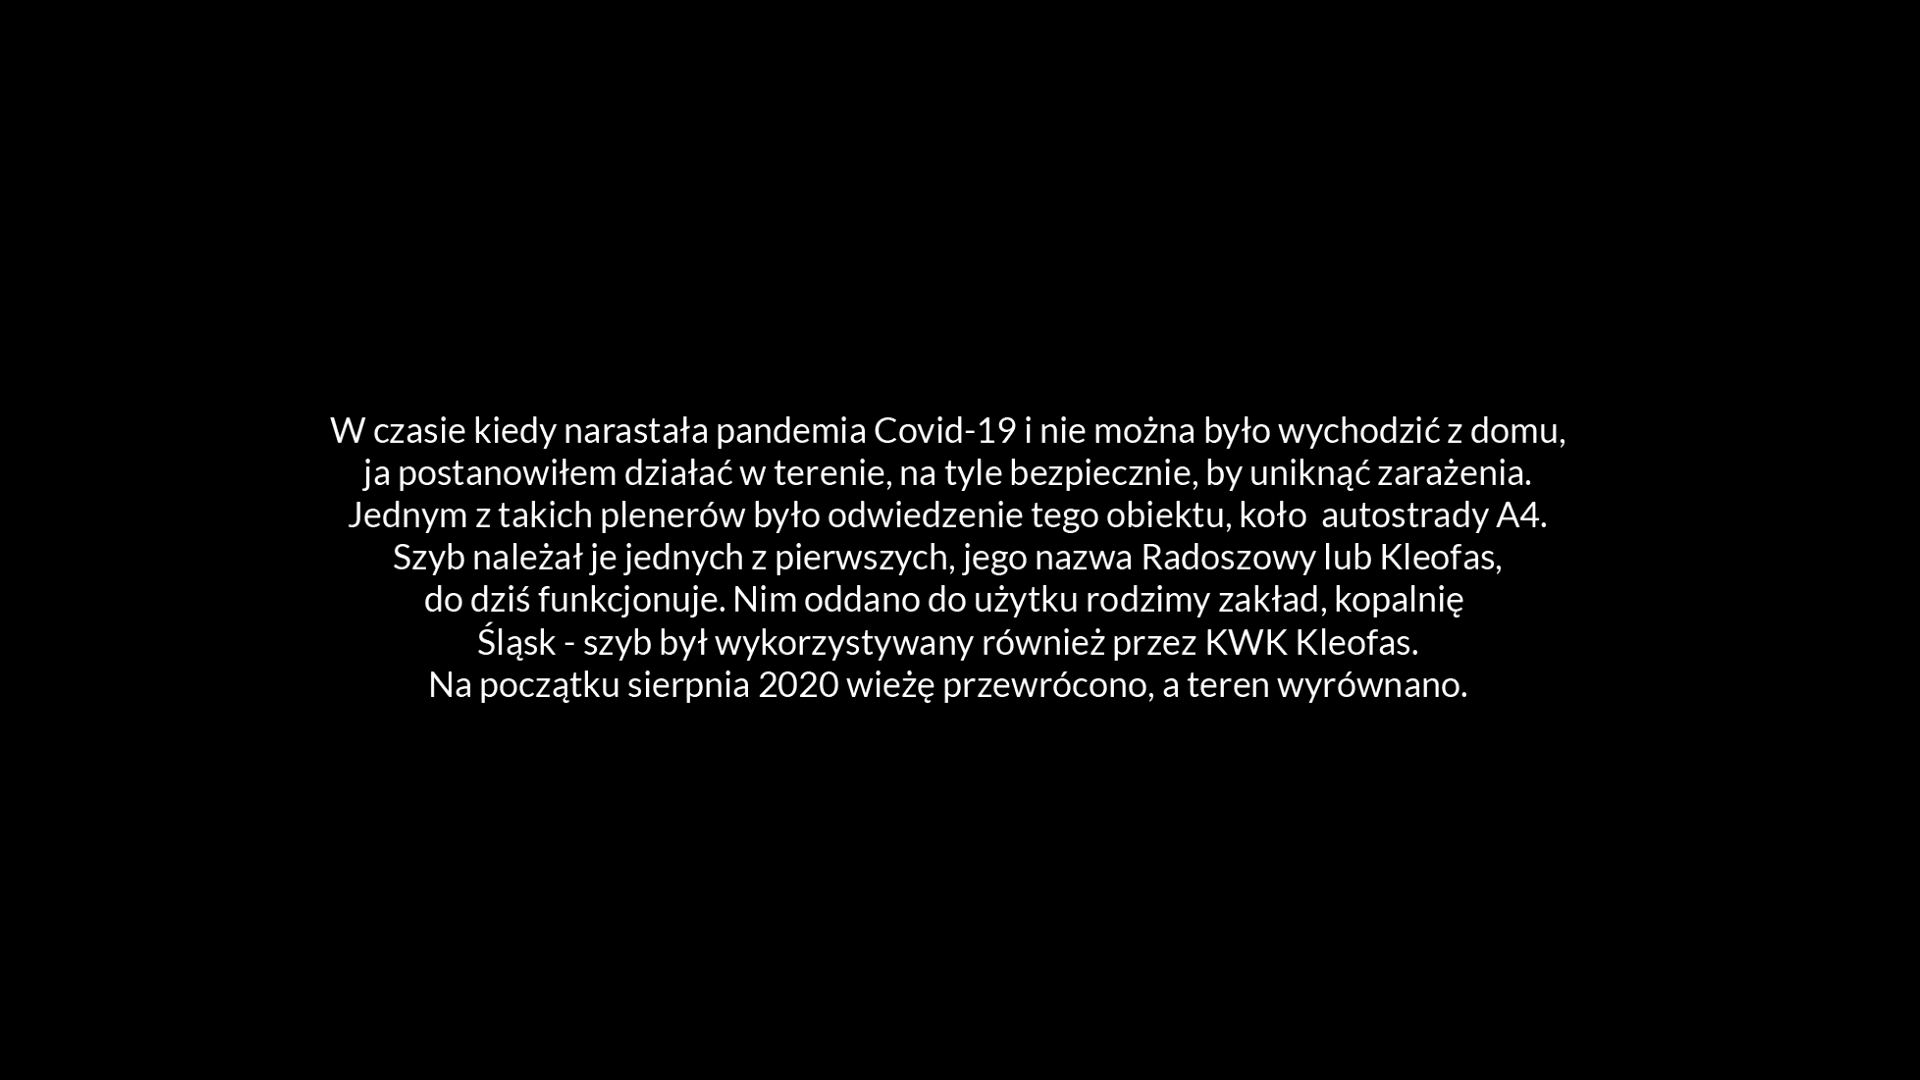 W czasie kiedy narastała pandemia Covid-19 i nie można było wychodzić z domu,
ja postanowiłem działać w terenie, na tyle bezpiecznie, by uniknąć zarażenia.
Jednym z takich plenerów było odwiedzenie tego obiektu, koło  autostrady A4.
Szyb należał je jednych z pierwszych, jego nazwa Radoszowy lub Kleofas,
do dziś funkcjonuje. Nim oddano do użytku rodzimy zakład, kopalnię
Śląsk - szyb był wykorzystywany również przez KWK Kleofas.
Na początku sierpnia 2020 wieżę przewrócono, a teren wyrównano.